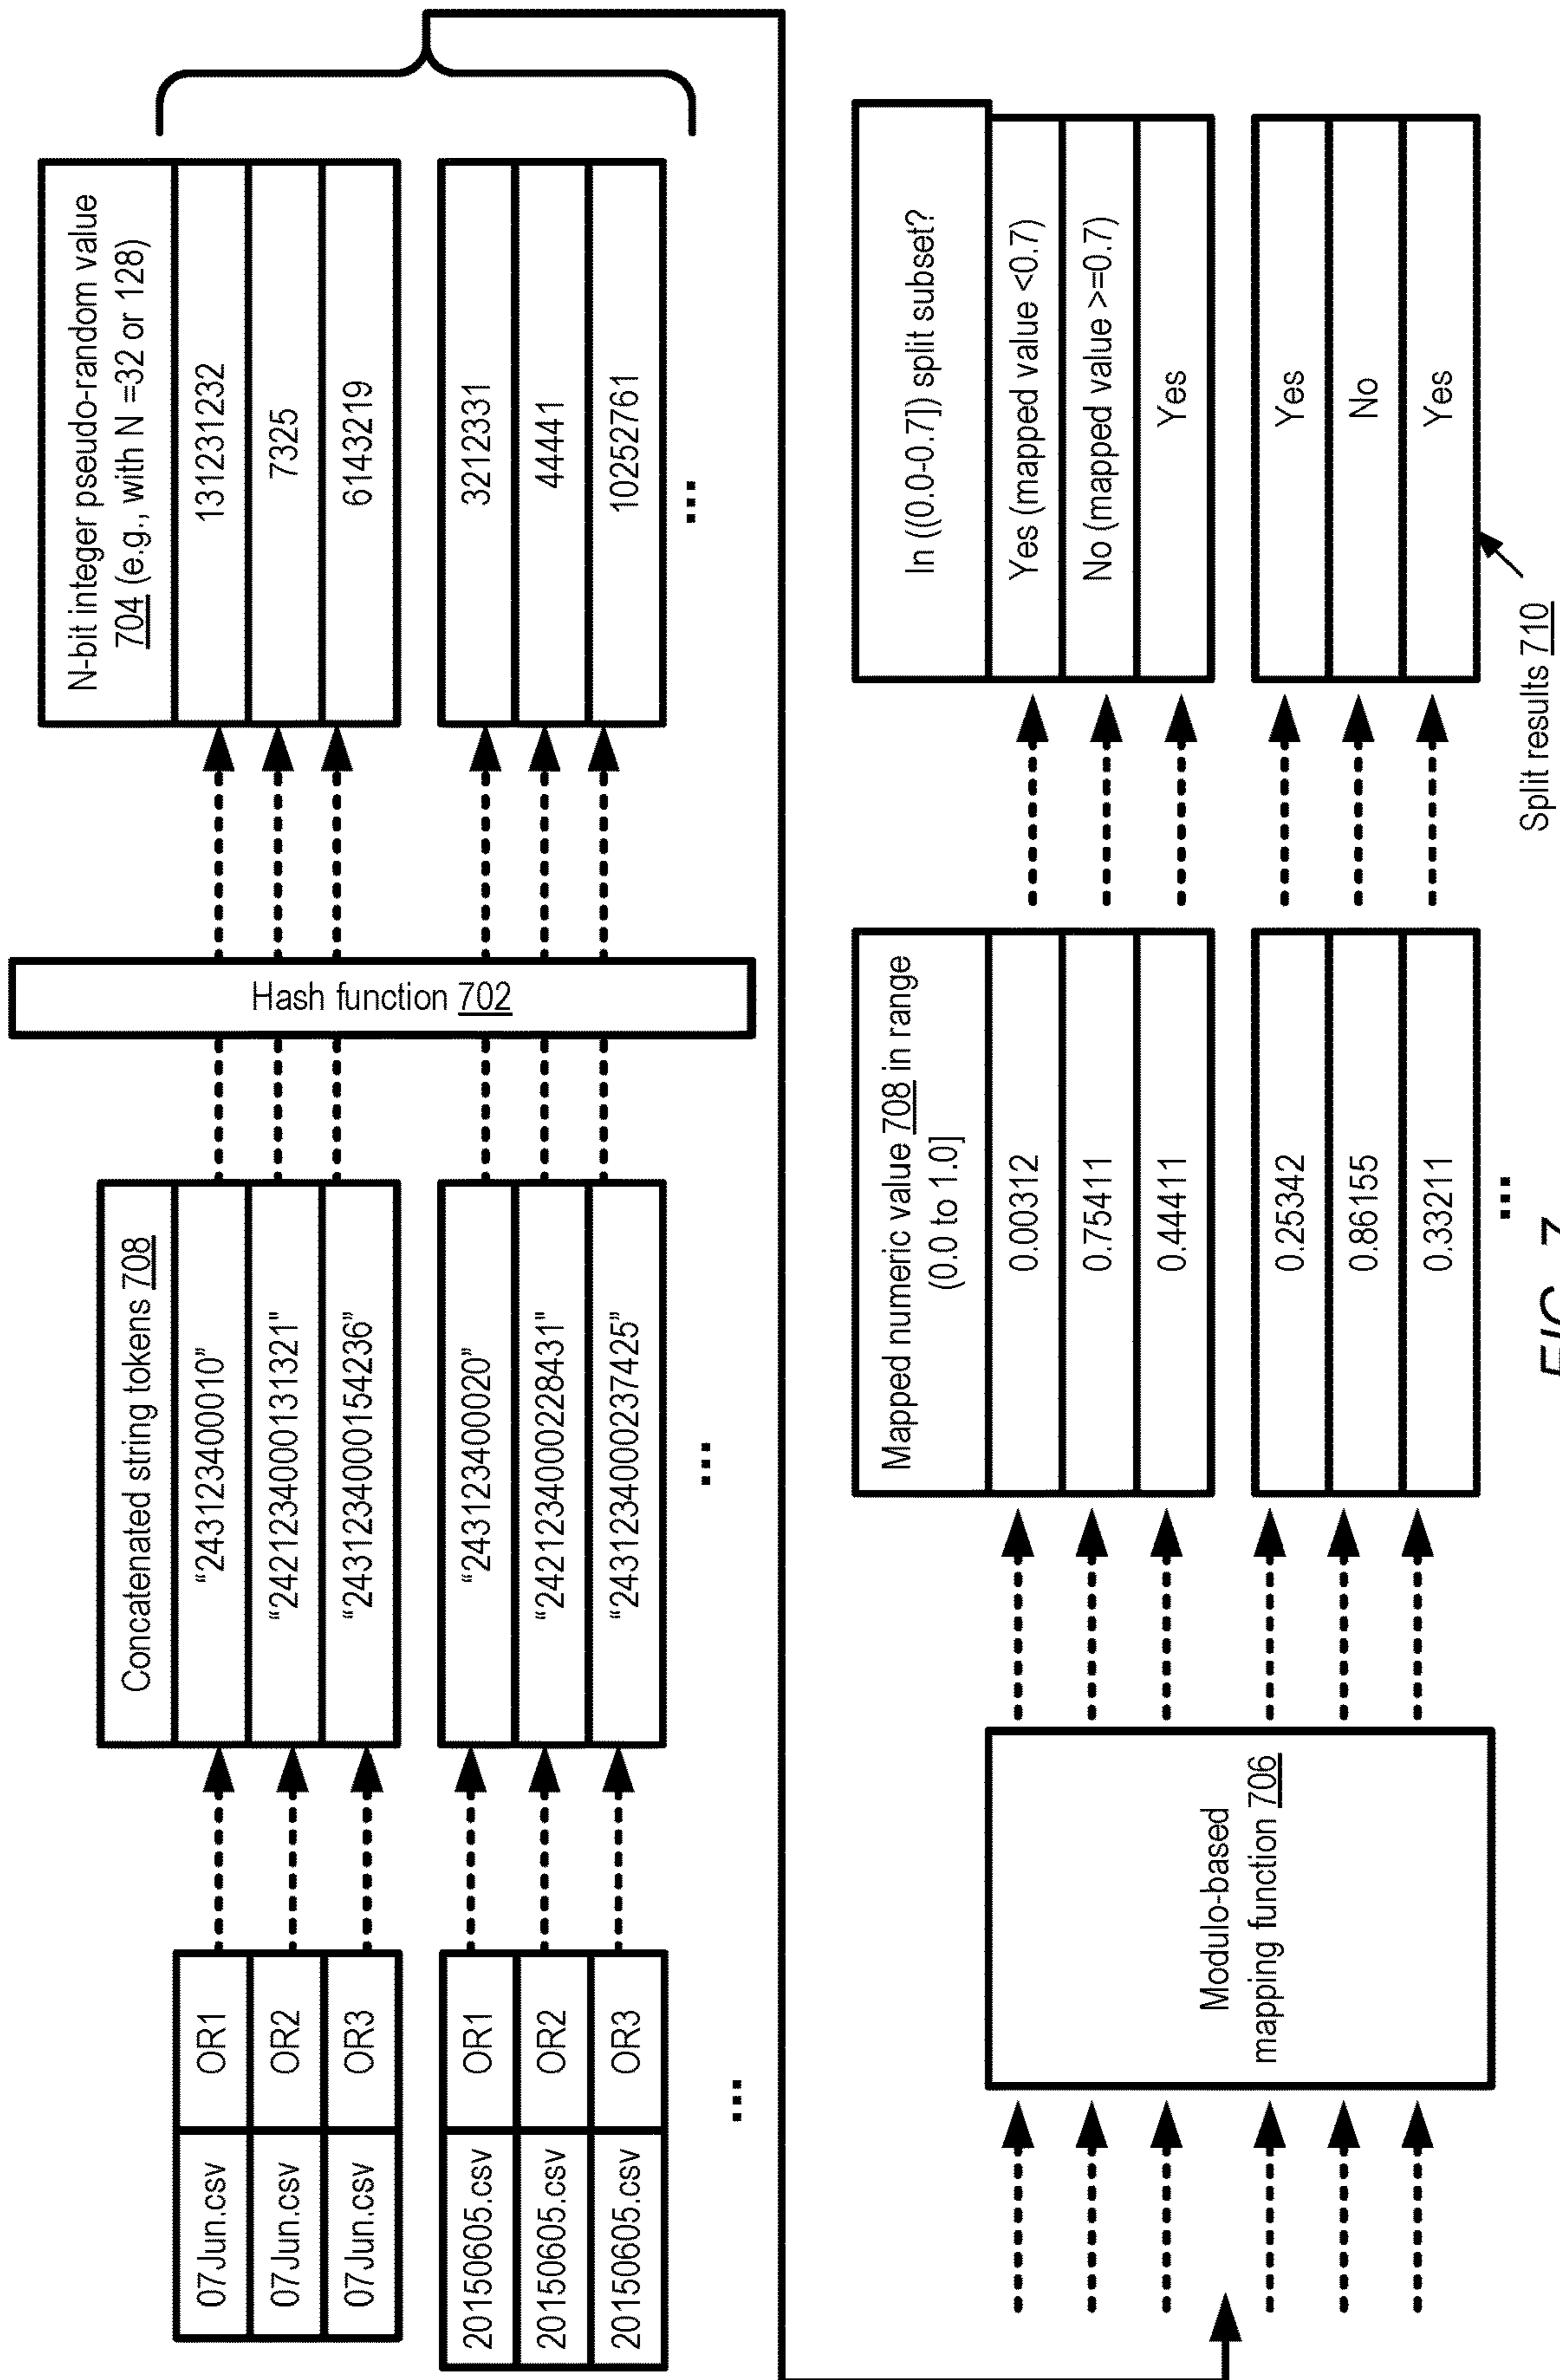 07Jun.csv OR1
07Jun.csv OR2
07Jun.csv OR3
20150605.csv OR1
20150605.csv OR2
20150605.csv OR3
...
Concatenated string tokens 708
“243123400010”
“2421234000131321"
“2431234000154236”
“243123400020”
“2421234000228431"
“2431234000237425”
...
Hash function 702
N-bit integer pseudo-random value
704 (e.g., with N =32 or 128)
131231232
7325
6143219
3212331
44441
10252761
...
Modulo-based
mapping function 706
Mapped numeric value 708 in range
(0.0 to 1.0]
0.00312
0.75411
0.44411
0.25342
0.86155
0.33211
...
In ((0.0-0.7]) split subset?
Yes (mapped value <0.7)
No (mapped value >=0.7)
Yes
Yes
No
Yes
Split results 710